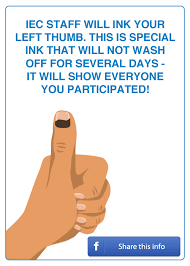 IEC STAFF WILL INK YOUR
LEFT THUMB. THIS IS SPECIAL
INK THAT WILL NOT WASH
OFF FOR SEVERAL DAYS -
IT WILL SHOW EVERYONE
YOU PARTICIPATED!
f
Share this info